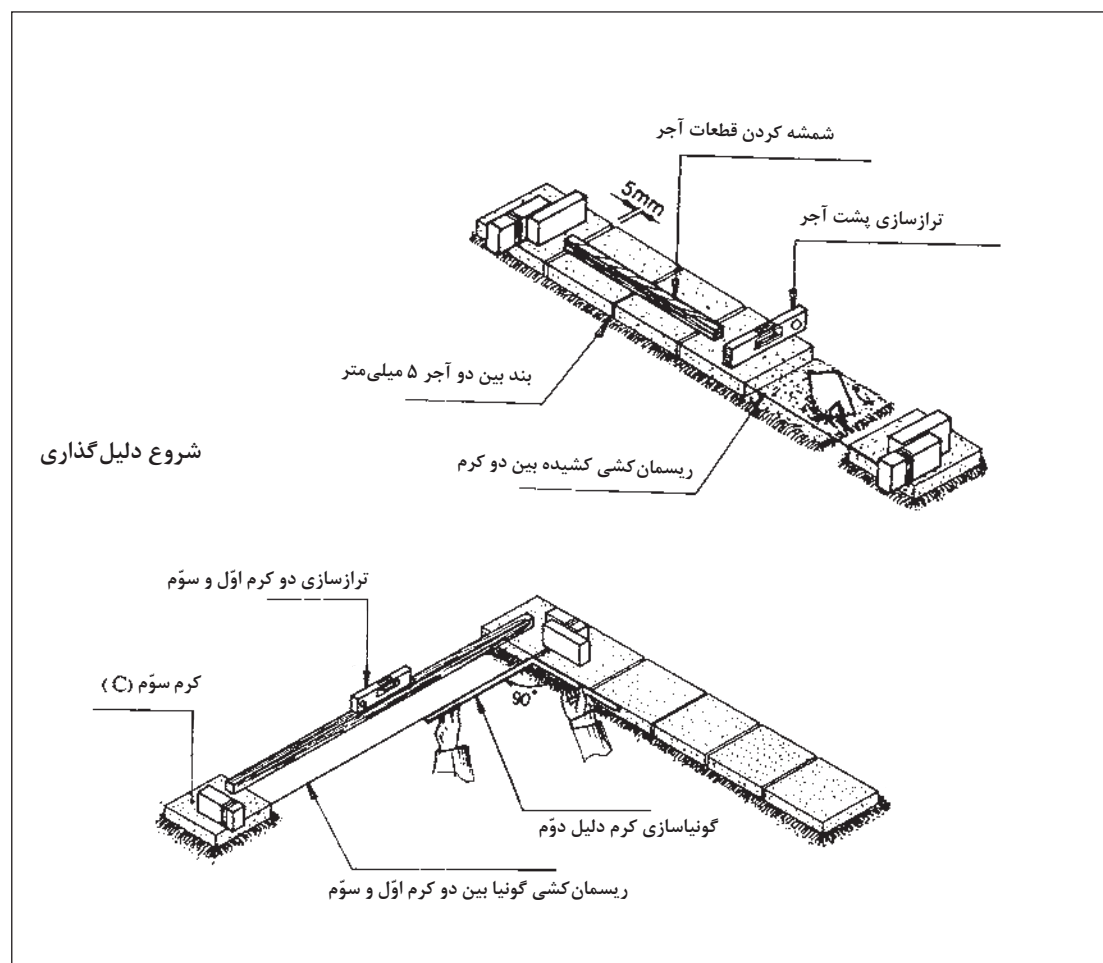 شمشه کردن قطعات آجر
5mm
ترازسازی پشت آجر
بند بین دو آجر ۵ میلی‌متر
ریسمان‌کشی کشیده بین دو کرم
شروع دلیل‌گذاری
ترازسازی دو کرم اوّل و سوّم
کرم سوّم (C)
90°
گونیاسازی کرم دلیل دوّم
ریسمان‌کشی گونیا بین دو کرم اوّل و سوّم